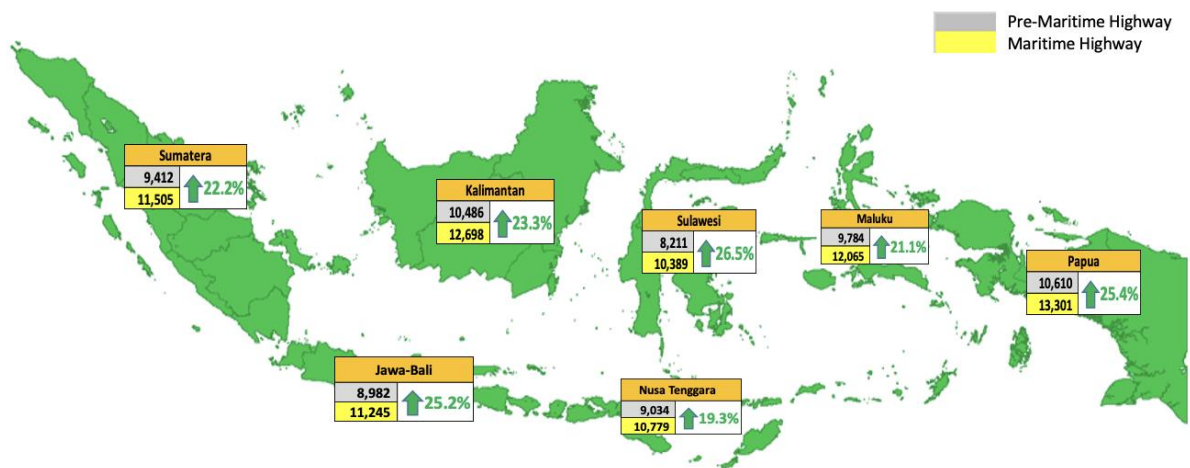 Pre-Maritime Highway
Maritime Highway
Sumatera
9,412
11,505
22.2%
Kalimantan
10,486
12,698
23.3%
Sulawesi
8,211
10,389
26.5%
Maluku
9,784
12,065
21.1%
Papua
10,610
13,301
25.4%
Jawa-Bali
8,982
11,245
25.2%
Nusa Tenggara
9,034
10,779
19.3%